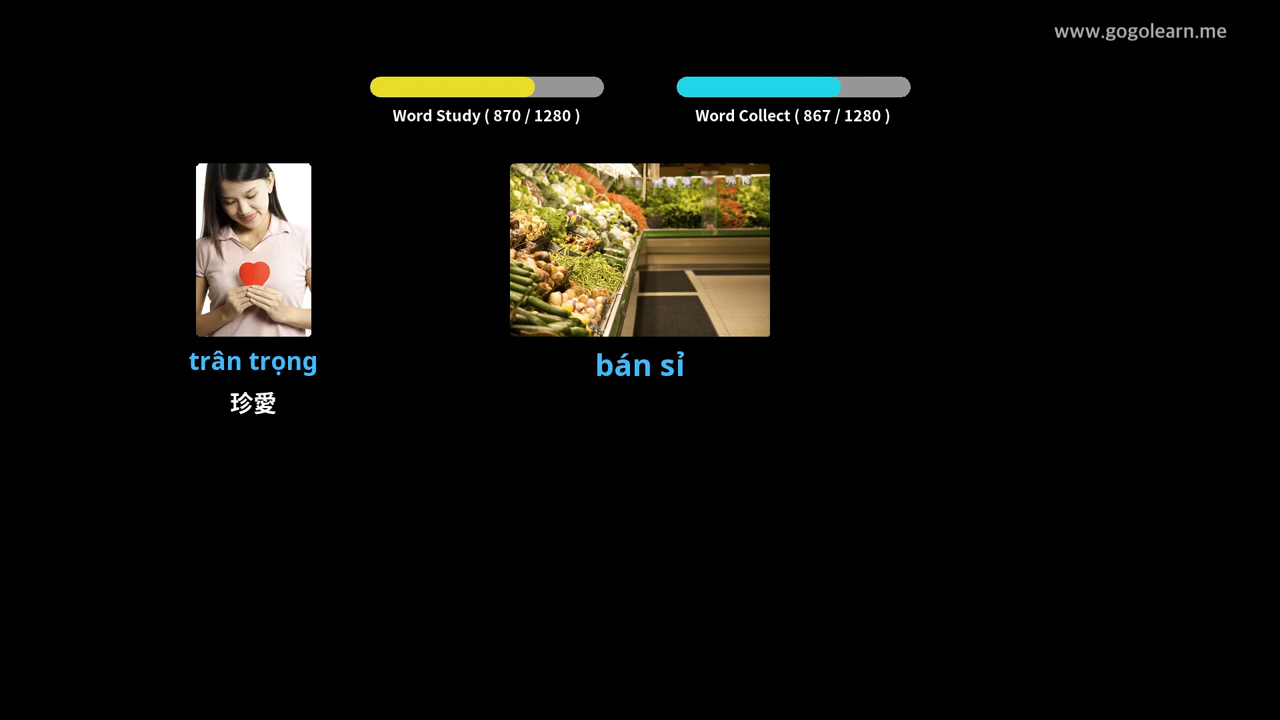 www.gogolearn.me
Word Study ( 870 / 1280 )
Word Collect ( 867 / 1280 )
trân trọng
珍愛
bán sỉ